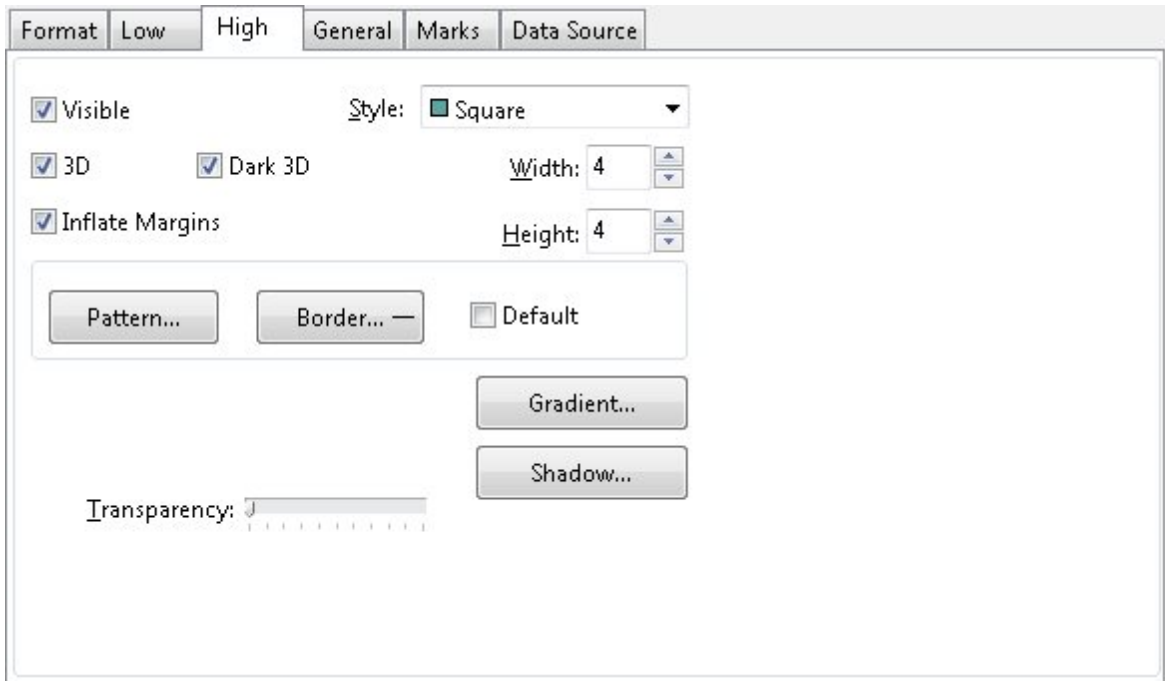 Format Low High General Marks Data Source
Visible Style: Square
3D Dark 3D Width: 4
Inflate Margins Height: 4
Pattern... Border... Default
Gradient...
Shadow...
Transparency: